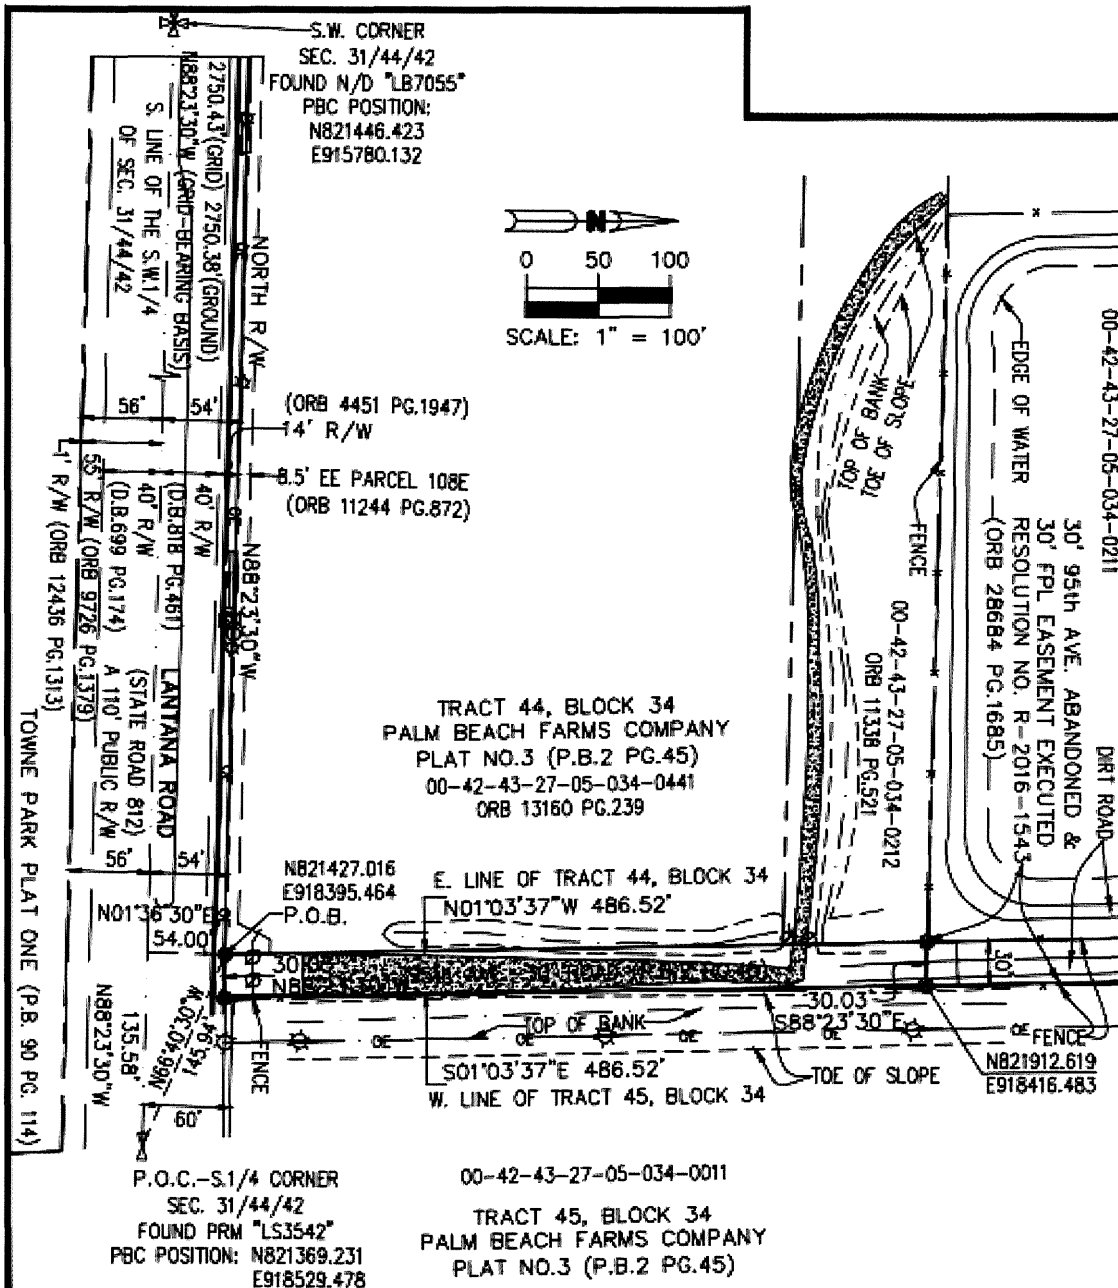 S.W. CORNER
SEC. 31/44/42
FOUND N/D "LB7055"
PBC POSITION:
N821446.423
E915780.132
2750.43'(GRID) 2750.38'(GROUND)
N88°23'30"W (GRID-BEARING BASIS)
S. LINE OF THE S.W.1/4
OF SEC. 31/44/42
NORTH R/W
N
0 50 100
SCALE: 1" = 100'
56'
54'
(ORB 4451 PG.1947)
14' R/W
8.5' EE PARCEL 108E
(ORB 11244 PG.872)
40' R/W
(D.B.818 PG.461)
40' R/W
(D.B.699 PG.174)
55' R/W (ORB 9726 PG.1379)
1' R/W (ORB 12436 PG.1313)
OE
N88°23'30"W
LANTANA ROAD
(STATE ROAD 812)
A 110' PUBLIC R/W
56'
54'
TOWNE PARK PLAT ONE (P.B. 90 PG. 114)
TOP OF BANK
TOE OF SLOPE
FENCE
EDGE OF WATER
00-42-43-27-05-034-0211
30' 95th AVE. ABANDONED &
30' FPL EASEMENT EXECUTED
RESOLUTION NO. R-2016-1543
(ORB 28684 PG.1685)
DIRT ROAD
00-42-43-27-05-034-0212
ORB 11338 PG.521
TRACT 44, BLOCK 34
PALM BEACH FARMS COMPANY
PLAT NO.3 (P.B.2 PG.45)
00-42-43-27-05-034-0441
ORB 13160 PG.239
N821427.016
E918395.464
P.O.B.
E. LINE OF TRACT 44, BLOCK 34
N01°03'37"W 486.52'
N01°36'30"E
54.00'
30'
30.03'
S88°23'30"E
TOP OF BANK
OE OE OE OE OE
FENCE
N821912.619
E918416.483
FENCE
S01°03'37"E 486.52'
TOE OF SLOPE
W. LINE OF TRACT 45, BLOCK 34
N88°23'30"W
135.58'
N66°40'30"W
145.94'
60'
P.O.C.-S.1/4 CORNER
SEC. 31/44/42
FOUND PRM "LS3542"
PBC POSITION: N821369.231
E918529.478
00-42-43-27-05-034-0011
TRACT 45, BLOCK 34
PALM BEACH FARMS COMPANY
PLAT NO.3 (P.B.2 PG.45)